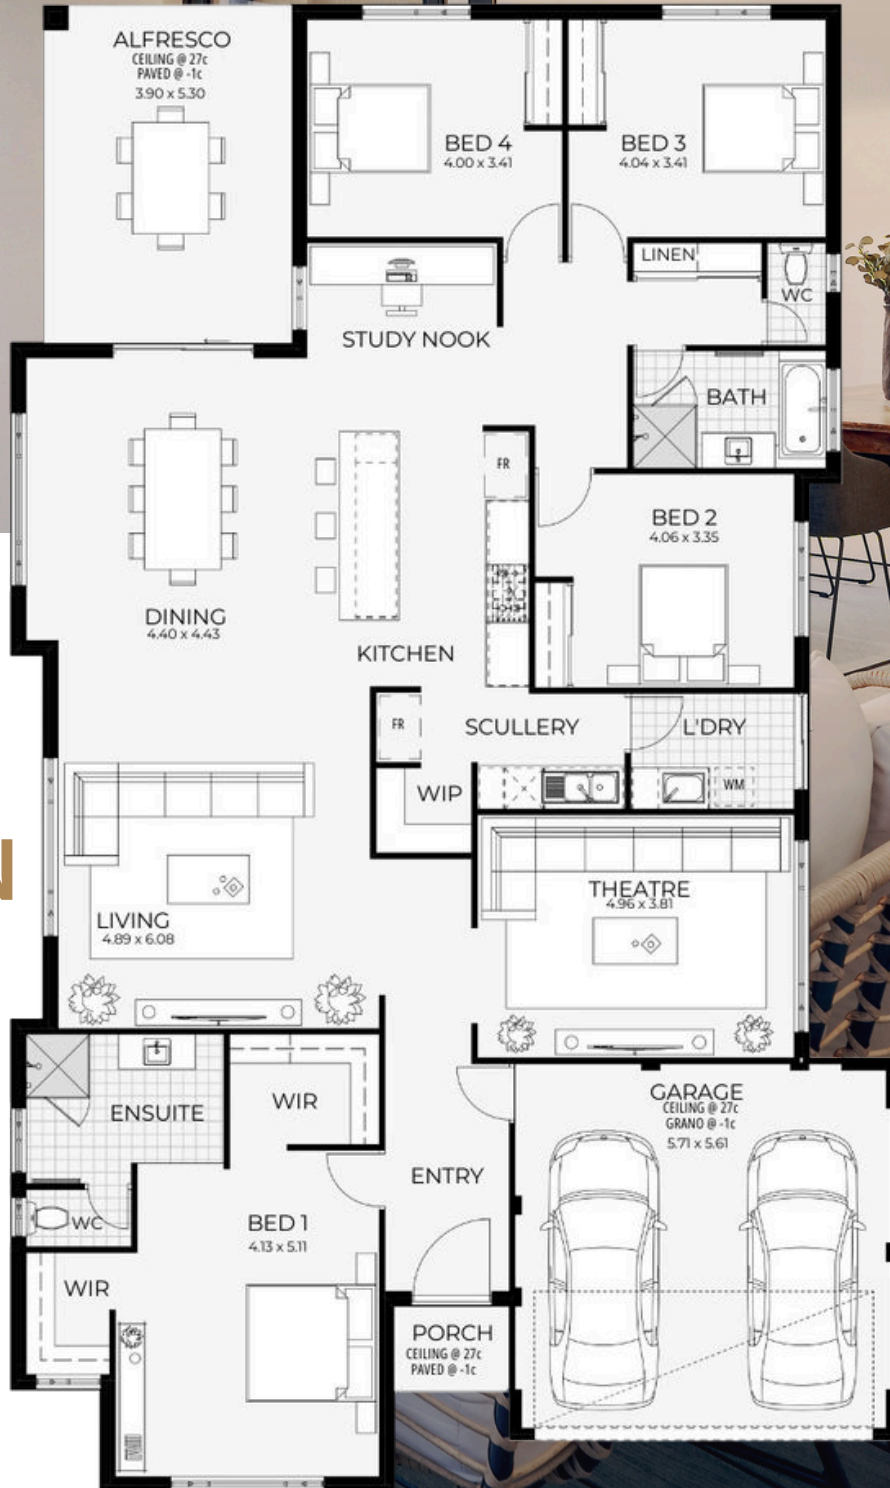 ALFRESCO
CEILING @ 27c
PAVED @ -1c
3.90 x 5.30
BED 4
4.00 x 3.41
BED 3
4.04 x 3.41
LINEN
WC
STUDY NOOK
BATH
FR
BED 2
4.06 x 3.35
DINING
4.40 x 4.43
KITCHEN
FR
SCULLERY
L'DRY
WIP
WM
N
THEATRE
4.96 x 3.81
LIVING
4.89 x 6.08
ENSUITE
WIR
GARAGE
CEILING @ 27c
GRANO @ -1c
5.71 x 5.61
ENTRY
WC
BED 1
4.13 x 5.11
WIR
PORCH
CEILING @ 27c
PAVED @ -1c